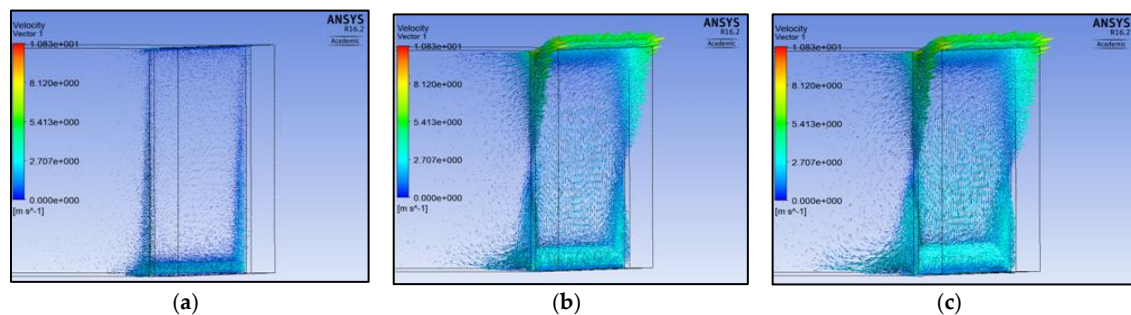 Velocity
Vector 1
1.083e+001
8.120e+000
5.413e+000
2.707e+000
0.000e+000
[m s^-1]
ANSYS
R16.2
Academic
(a)
Velocity
Vector 1
1.083e+001
8.120e+000
5.413e+000
2.707e+000
0.000e+000
[m s^-1]
ANSYS
R16.2
Academic
(b)
Velocity
Vector 1
1.083e+001
8.120e+000
5.413e+000
2.707e+000
0.000e+000
[m s^-1]
ANSYS
R16.2
Academic
(c)